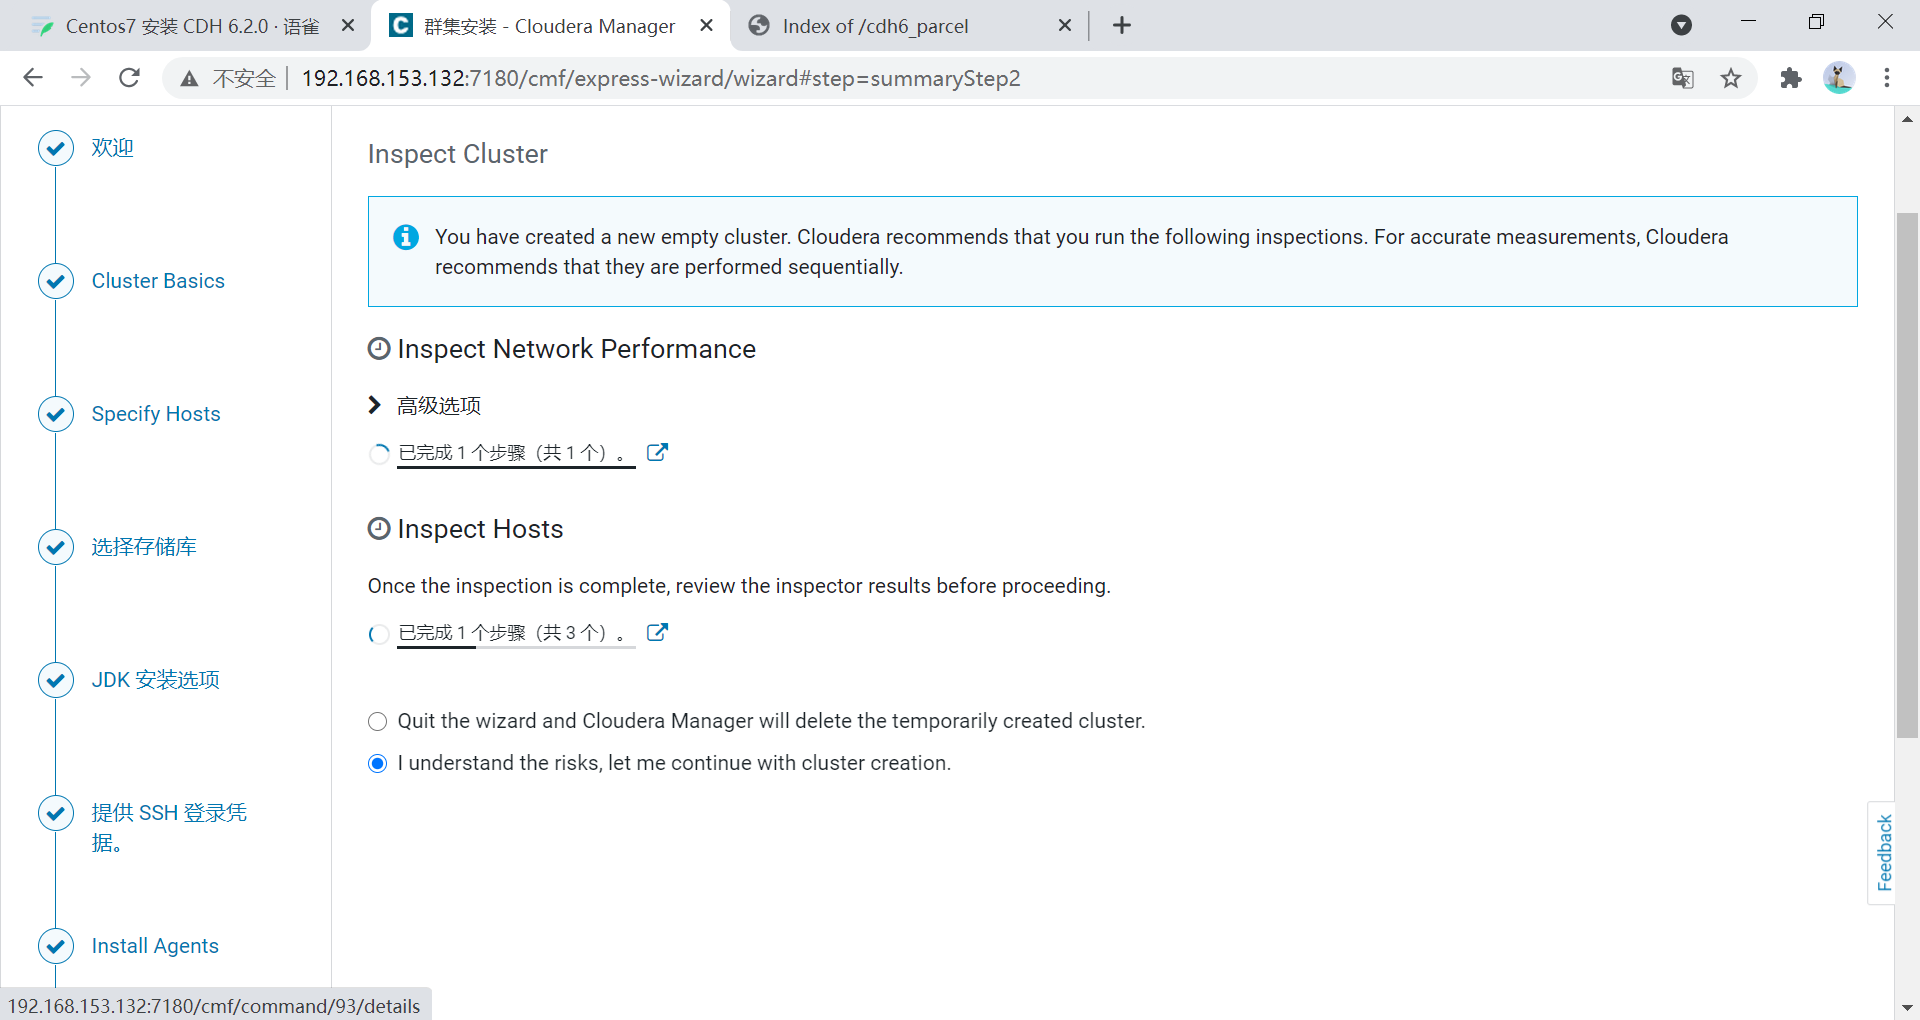 Centos7 安装 CDH 6.2.0 · 语雀
群集安装 - Cloudera Manager
Index of /cdh6_parcel
不安全
192.168.153.132:7180/cmf/express-wizard/wizard#step=summaryStep2
欢迎
Cluster Basics
Specify Hosts
选择存储库
JDK 安装选项
提供 SSH 登录凭
据。
Install Agents
Inspect Cluster
You have created a new empty cluster. Cloudera recommends that you run the following inspections. For accurate measurements, Cloudera
recommends that they are performed sequentially.
Inspect Network Performance
高级选项
已完成 1 个步骤（共 1 个）。
Inspect Hosts
Once the inspection is complete, review the inspector results before proceeding.
已完成 1 个步骤（共 3 个）。
Quit the wizard and Cloudera Manager will delete the temporarily created cluster.
I understand the risks, let me continue with cluster creation.
Feedback
192.168.153.132:7180/cmf/command/93/details